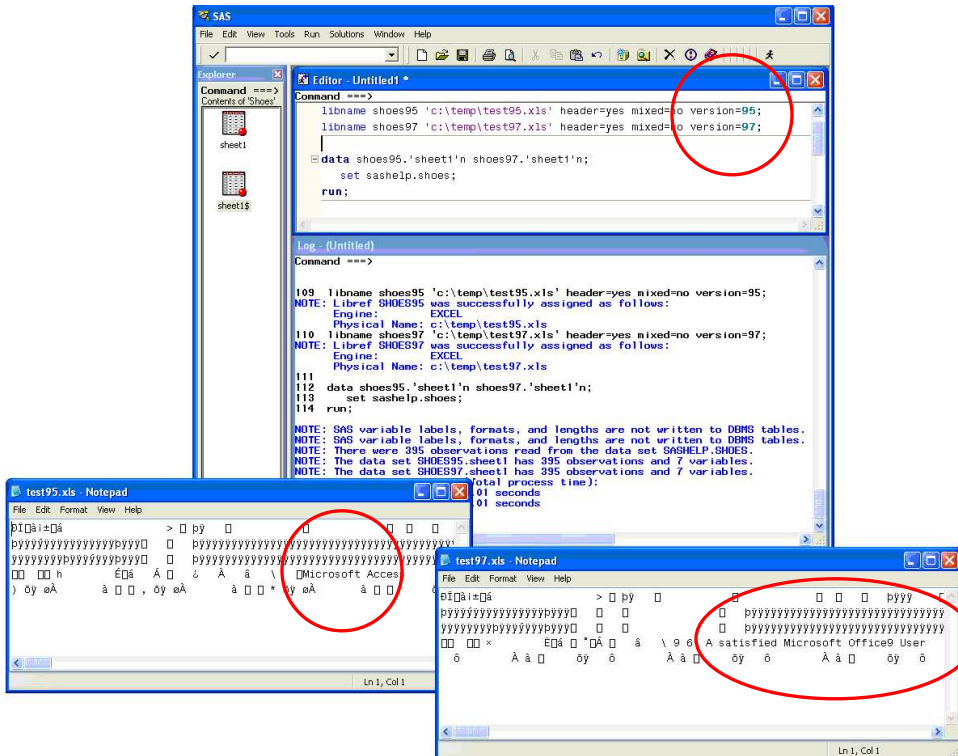 SAS
File Edit View Tools Run Solutions Window Help
Explorer
Command ===>
Contents of 'Shoes'
sheet1
sheet1$
Editor - Untitled1 *
Command ===>
libname shoes95 'c:\temp\test95.xls' header=yes mixed=no version=95;
libname shoes97 'c:\temp\test97.xls' header=yes mixed=no version=97;
data shoes95.'sheet1'n shoes97.'sheet1'n;
set sashelp.shoes;
run;
Log - (Untitled)
Command ===>
109 libname shoes95 'c:\temp\test95.xls' header=yes mixed=no version=95;
NOTE: Libref SHOES95 was successfully assigned as follows:
Engine: EXCEL
Physical Name: c:\temp\test95.xls
110 libname shoes97 'c:\temp\test97.xls' header=yes mixed=no version=97;
NOTE: Libref SHOES97 was successfully assigned as follows:
Engine: EXCEL
Physical Name: c:\temp\test97.xls
111
112 data shoes95.'sheet1'n shoes97.'sheet1'n;
113 set sashelp.shoes;
114 run;
NOTE: SAS variable labels, formats, and lengths are not written to DBMS tables.
NOTE: SAS variable labels, formats, and lengths are not written to DBMS tables.
NOTE: There were 395 observations read from the data set SASHELP.SHOES.
NOTE: The data set SHOES95.sheet1 has 395 observations and 7 variables.
NOTE: The data set SHOES97.sheet1 has 395 observations and 7 variables.
process time):
.01 seconds
.01 seconds
test95.xls - Notepad
File Edit Format View Help
Microsoft Access
Ln 1, Col 1
test97.xls - Notepad
File Edit Format View Help
A satisfied Microsoft Office9 User
Ln 1, Col 1